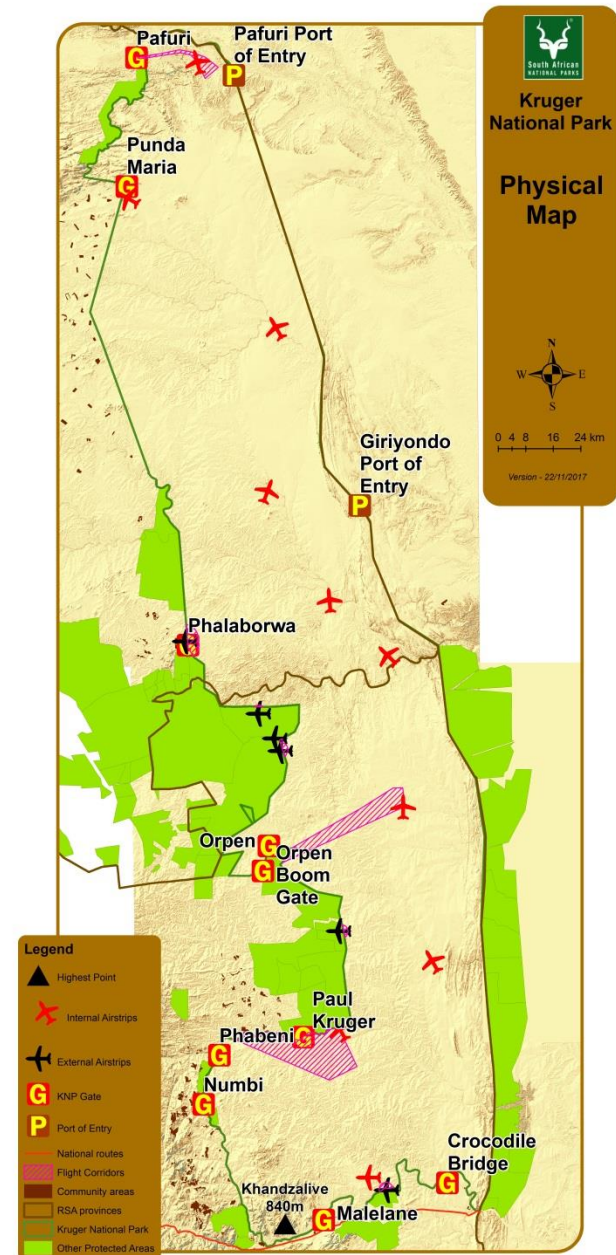 South African
NATIONAL PARKS
Kruger
National Park
Physical
Map
N
W
E
S
0 4 8 16 24 km
Version - 22/11/2017
Pafuri
Pafuri Port
of Entry
P
G
Punda
Maria
G
Giriyondo
Port of
Entry
P
Phalaborwa
G
Orpen
G
Orpen
Boom
Gate
G
Paul
Kruger
G
Phabeni
G
Numbi
G
Crocodile
Bridge
G
Khandzalive
840m
Malelane
G
Legend
Highest Point
Internal Airstrips
External Airstrips
G KNP Gate
P Port of Entry
National routes
Flight Corridors
Community areas
RSA provinces
Kruger National Park
Other Protected Areas